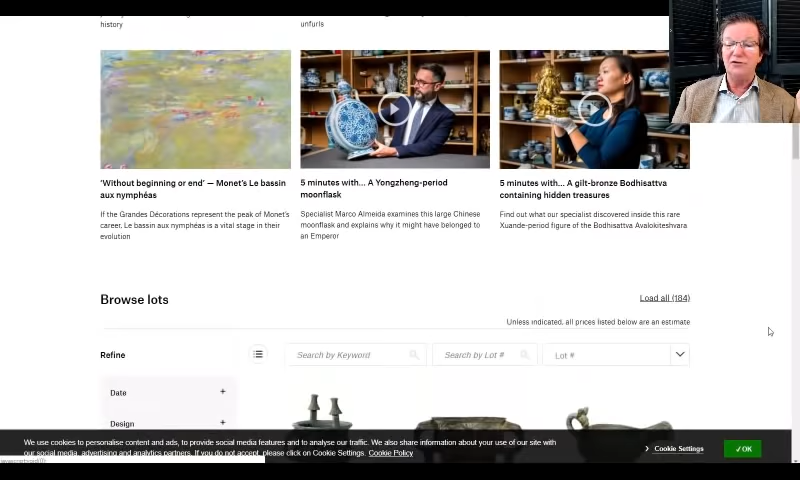 history
unfurls
'Without beginning or end' — Monet's Le bassin
aux nymphéas
If the Grandes Décorations represent the peak of Monet's
career, Le bassin aux nymphéas is a vital stage in their
evolution
5 minutes with... A Yongzheng-period
moonflask
Specialist Marco Almeida examines this large Chinese
moonflask and explains why it might have belonged to
an Emperor
5 minutes with... A gilt-bronze Bodhisattva
containing hidden treasures
Find out what our specialist discovered inside this rare
Xuande-period figure of the Bodhisattva Avalokiteshvara
Browse lots
Load all (184)
Unless indicated, all prices listed below are an estimate
Refine
Search by Keyword
Search by Lot #
Lot #
Date +
Design +
We use cookies to personalise content and ads, to provide social media features and to analyse our traffic. We also share information about your use of our site with
our social media, advertising and analytics partners. If you do not accept, please click on Cookie Settings. Cookie Policy
Cookie Settings
✓OK